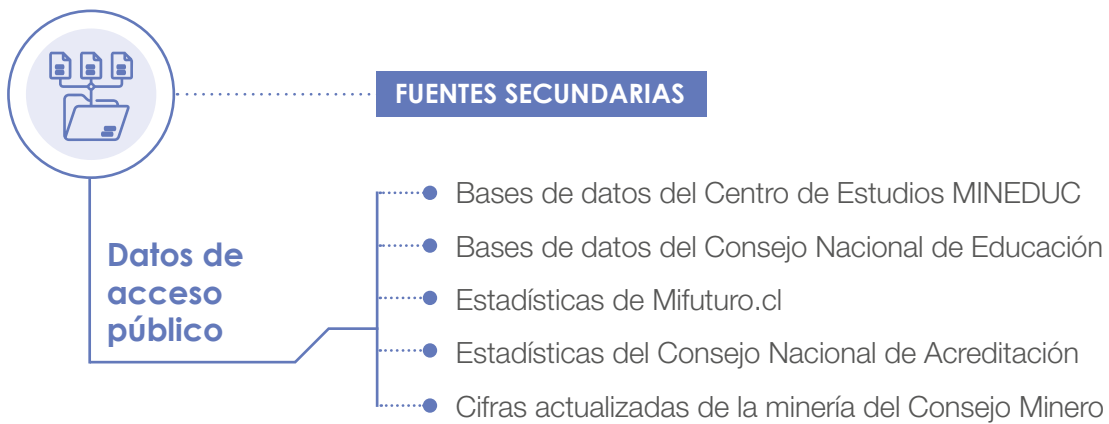 FUENTES SECUNDARIAS
Datos de
acceso
público
Bases de datos del Centro de Estudios MINEDUC
Bases de datos del Consejo Nacional de Educación
Estadísticas de Mifuturo.cl
Estadísticas del Consejo Nacional de Acreditación
Cifras actualizadas de la minería del Consejo Minero